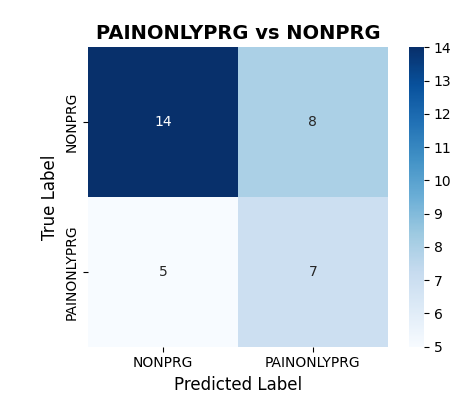 PAINONLYPRG vs NONPRG
True Label
NONPRG
14
8
PAINONLYPRG
5
7
NONPRG
PAINONLYPRG
Predicted Label
14
13
12
11
10
9
8
7
6
5